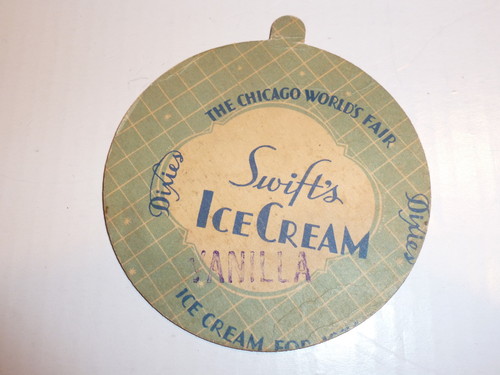 THE CHICAGO WORLD'S FAIR
Dixies
Swift's
ICE CREAM
VANILLA
Dixies
ICE CREAM FOR